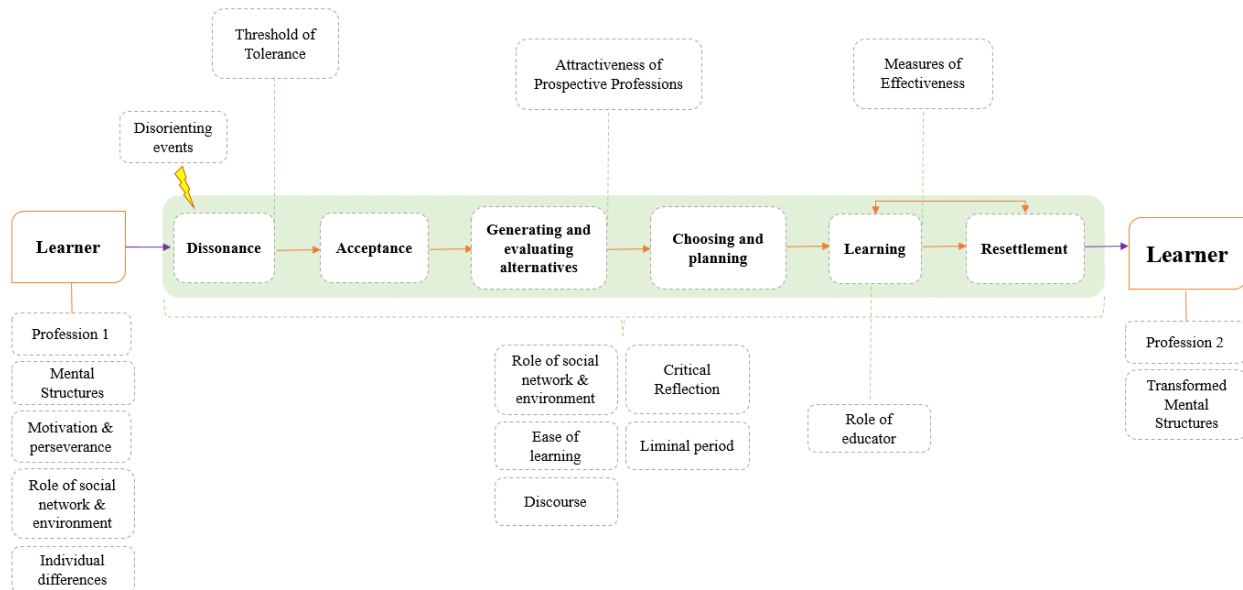 Threshold of
Tolerance
Attractiveness of
Prospective Professions
Measures of
Effectiveness
Disorienting
events
Learner
Dissonance
Acceptance
Generating and
evaluating
alternatives
Choosing and
planning
Learning
Resettlement
Learner
Profession 1
Mental
Structures
Motivation &
perseverance
Role of social
network &
environment
Individual
differences
Role of social
network &
environment
Critical
Reflection
Ease of
learning
Liminal period
Discourse
Role of
educator
Profession 2
Transformed
Mental
Structures